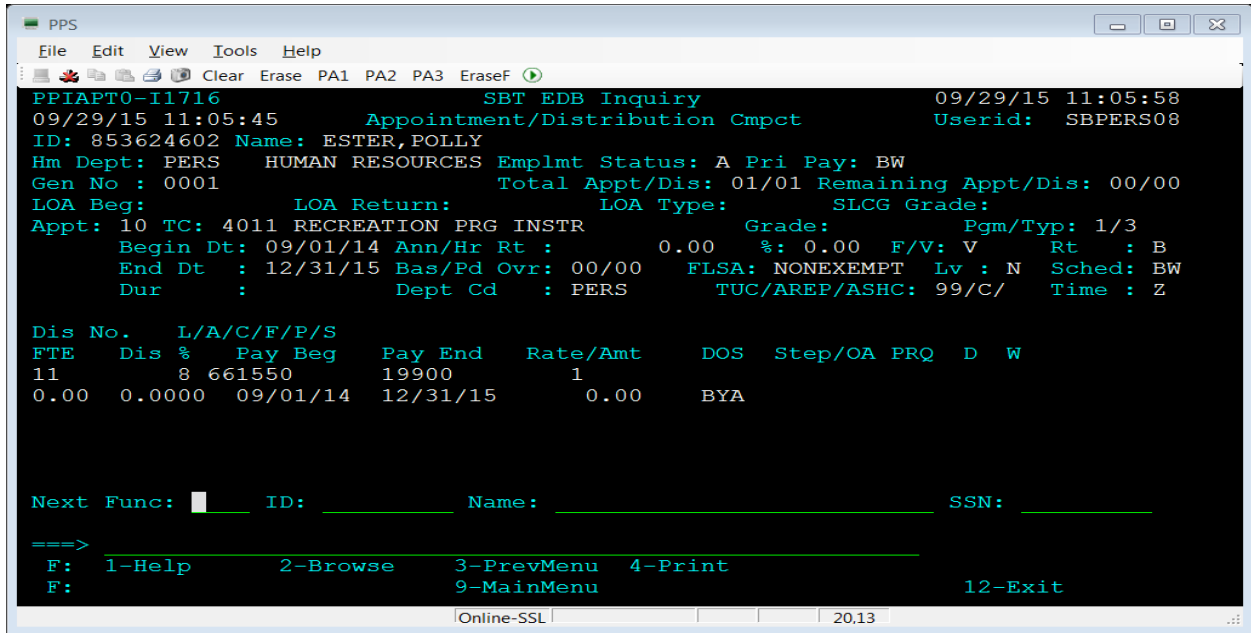 PPS
File Edit View Tools Help
Clear Erase PA1 PA2 PA3 EraseF
PPIAPT0-I1716 SBT EDB Inquiry 09/29/15 11:05:58
09/29/15 11:05:45 Appointment/Distribution Cmpct Userid: SBPERS08
ID: 853624602 Name: ESTER,POLLY
Hm Dept: PERS HUMAN RESOURCES Emplmt Status: A Pri Pay: BW
Gen No : 0001 Total Appt/Dis: 01/01 Remaining Appt/Dis: 00/00
LOA Beg: LOA Return: LOA Type: SLCG Grade:
Appt: 10 TC: 4011 RECREATION PRG INSTR Grade: Pgm/Typ: 1/3
Begin Dt: 09/01/14 Ann/Hr Rt : 0.00 %: 0.00 F/V: V Rt : B
End Dt : 12/31/15 Bas/Pd Ovr: 00/00 FLSA: NONEXEMPT Lv : N Sched: BW
Dur : Dept Cd : PERS TUC/AREP/ASHC: 99/C/ Time : Z
Dis No. L/A/C/F/P/S
FTE Dis % Pay Beg Pay End Rate/Amt DOS Step/OA PRQ D W
11 8 661550 19900 1
0.00 0.0000 09/01/14 12/31/15 0.00 BYA
Next Func: ID: Name: SSN:
===>
F: 1-Help 2-Browse 3-PrevMenu 4-Print
F: 9-MainMenu 12-Exit
Online-SSL 20,13